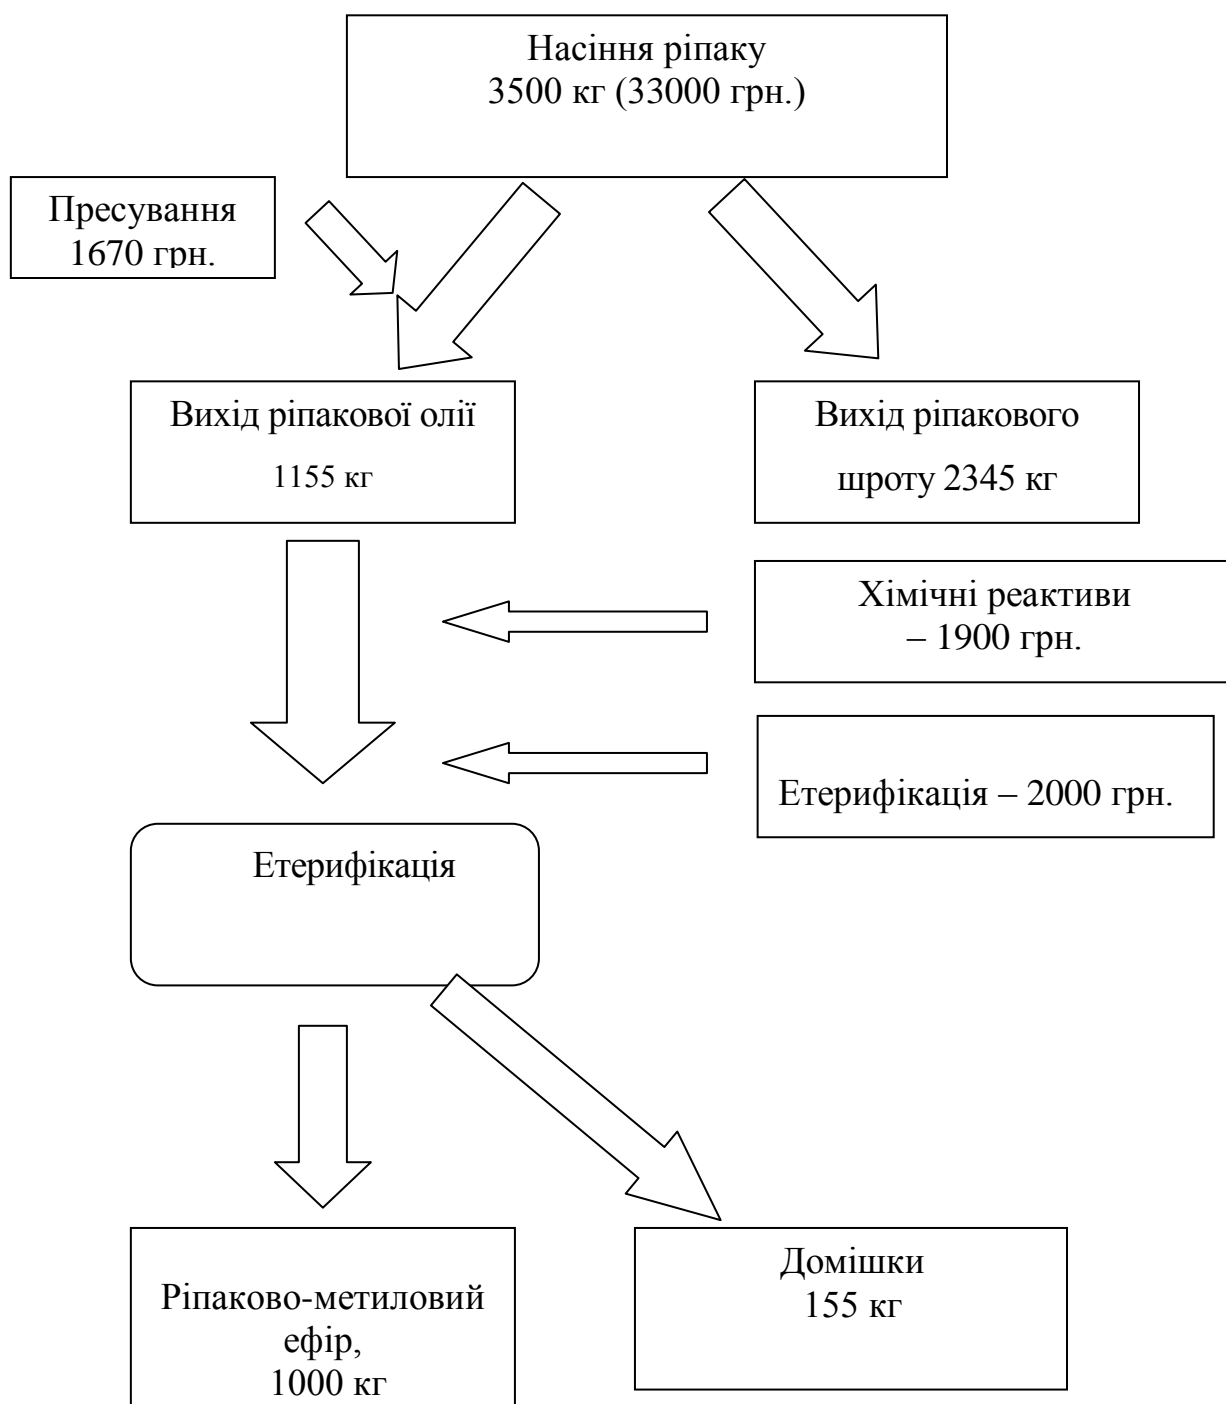 Насіння ріпаку
3500 кг (33000 грн.)
Пресування
1670 грн.
Вихід ріпакової олії
1155 кг
Вихід ріпакового
шроту 2345 кг
Хімічні реактиви
– 1900 грн.
Етерифікація – 2000 грн.
Етерифікація
Ріпаково-метиловий
ефір,
1000 кг
Домішки
155 кг